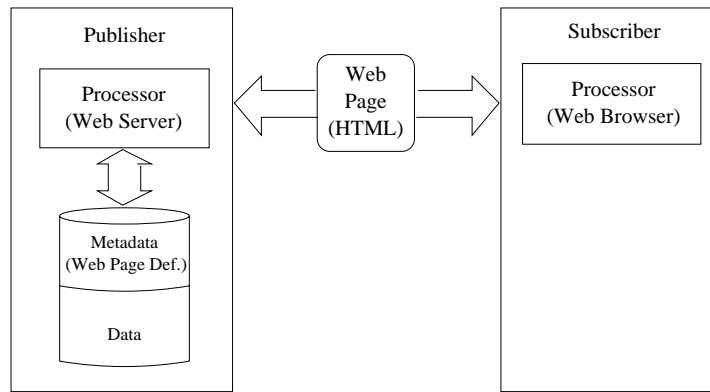 Publisher
Processor
(Web Server)
Metadata
(Web Page Def.)
Data
Web
Page
(HTML)
Subscriber
Processor
(Web Browser)